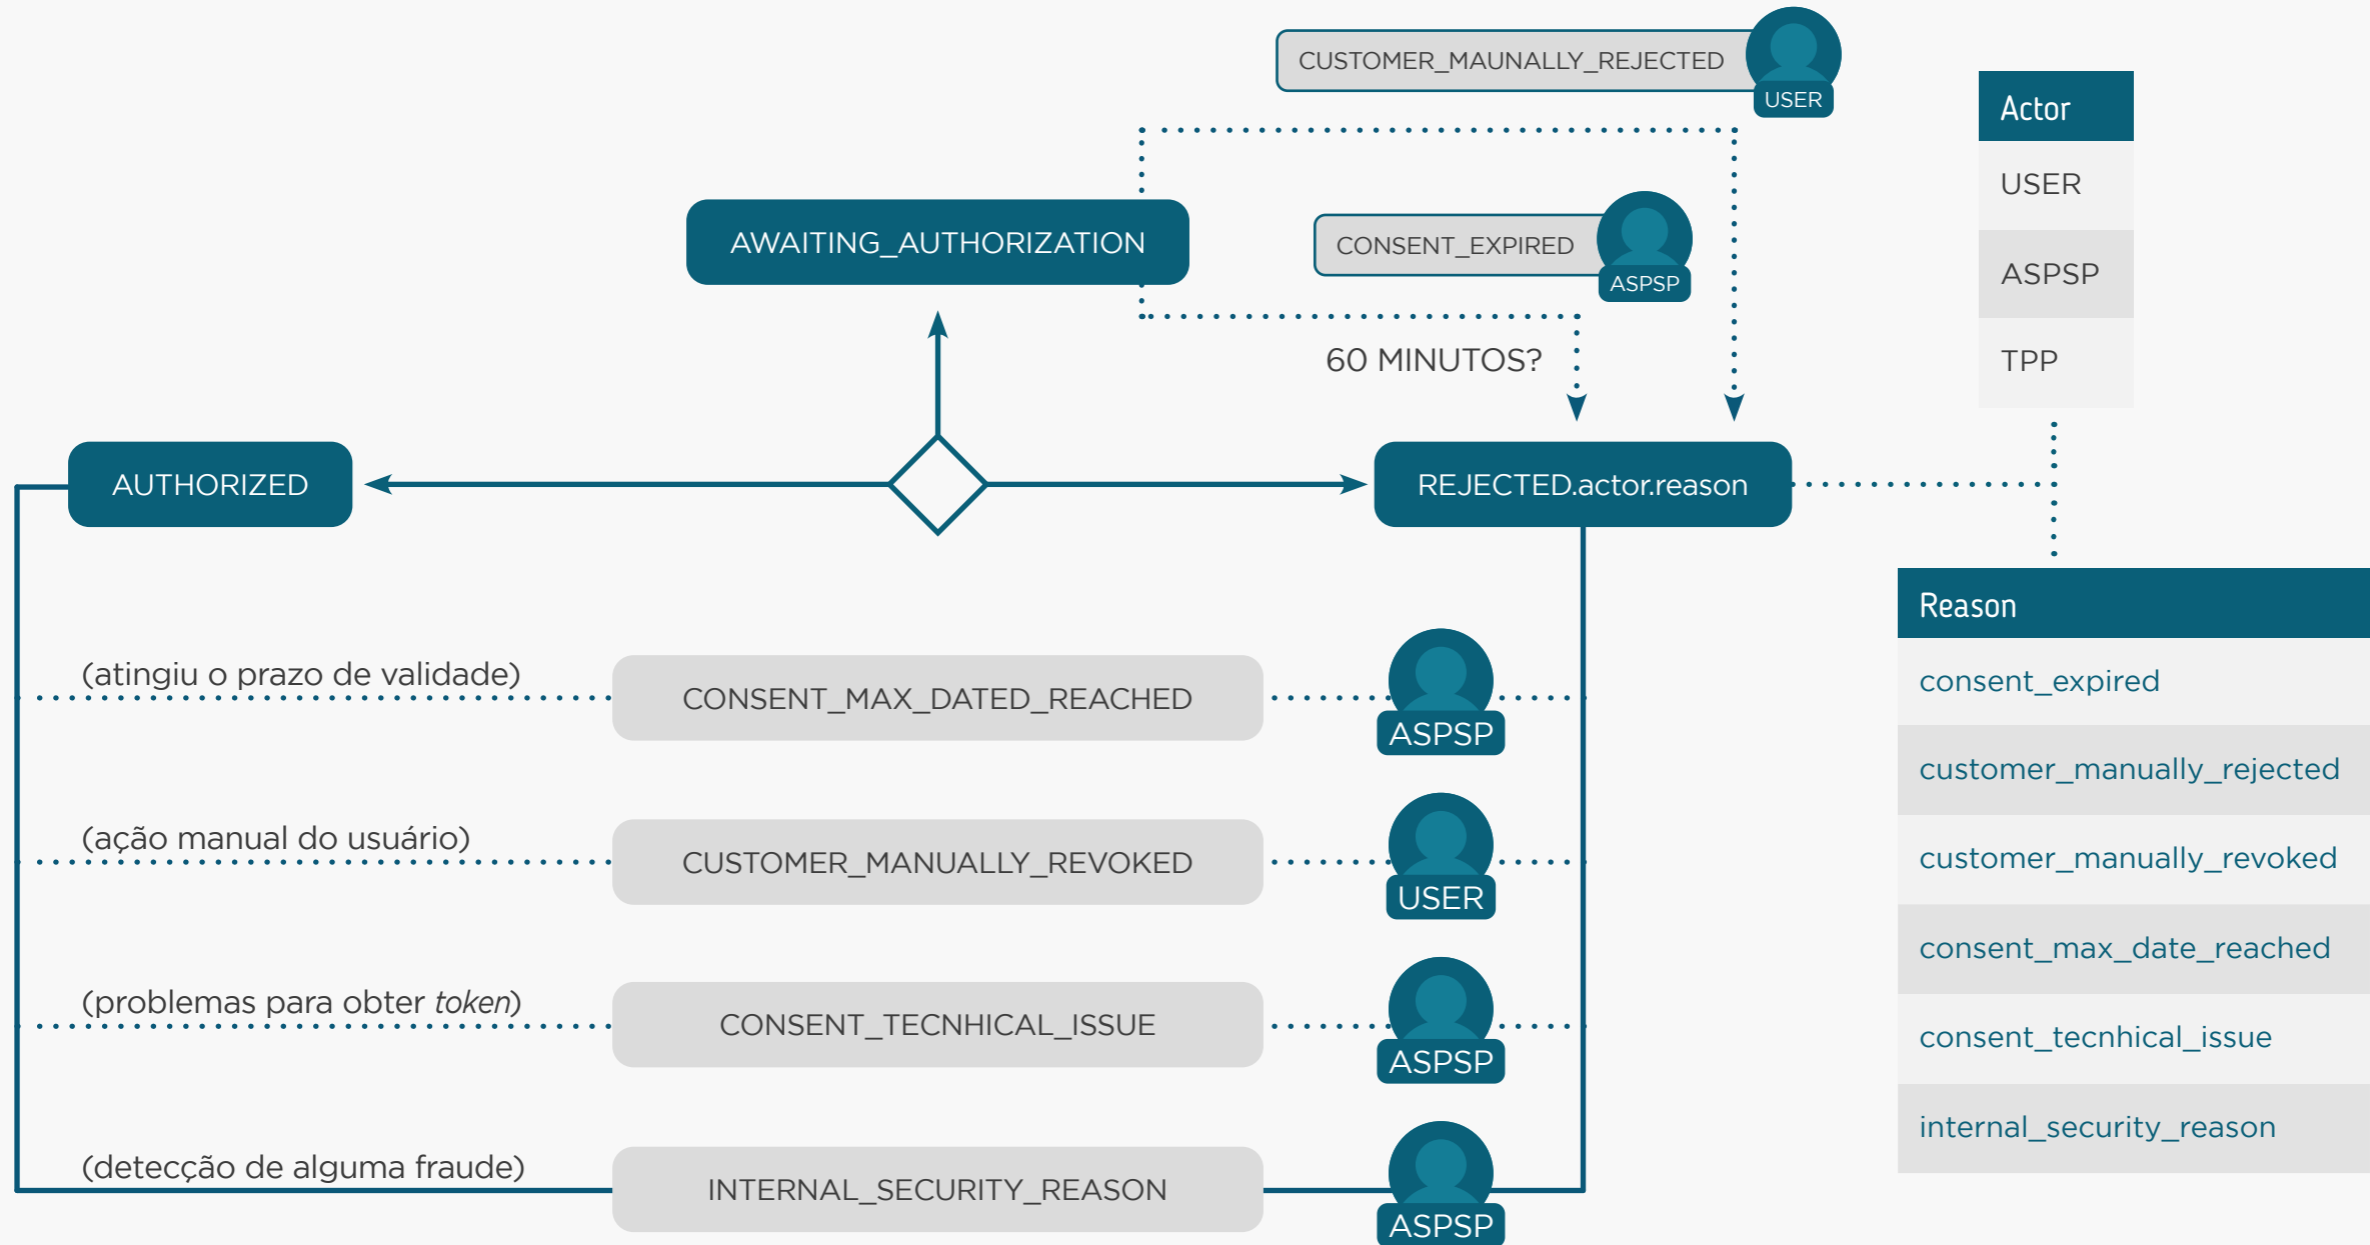 CUSTOMER_MAUNALLY_REJECTED
USER
AWAITING_AUTHORIZATION
CONSENT_EXPIRED
ASPSP
60 MINUTOS?
Actor
USER
ASPSP
TPP
AUTHORIZED
REJECTED.actor.reason
(atingiu o prazo de validade)
CONSENT_MAX_DATED_REACHED
ASPSP
(ação manual do usuário)
CUSTOMER_MANUALLY_REVOKED
USER
(problemas para obter token)
CONSENT_TECNHICAL_ISSUE
ASPSP
(detecção de alguma fraude)
INTERNAL_SECURITY_REASON
ASPSP
Reason
consent_expired
customer_manually_rejected
customer_manually_revoked
consent_max_date_reached
consent_tecnhical_issue
internal_security_reason